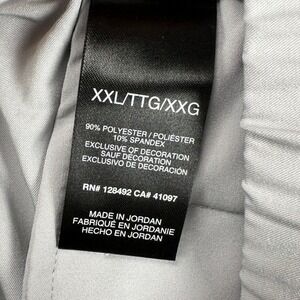 XXL/TTG/XXG
90% POLYESTER / POLIÉSTER
10% SPANDEX
EXCLUSIVE OF DECORATION
SAUF DECORATION
EXCLUSIVO DE DECORACIÓN
RN# 128492 CA# 41097
MADE IN JORDAN
FABRIQUÉ EN JORDANIE
HECHO EN JORDAN